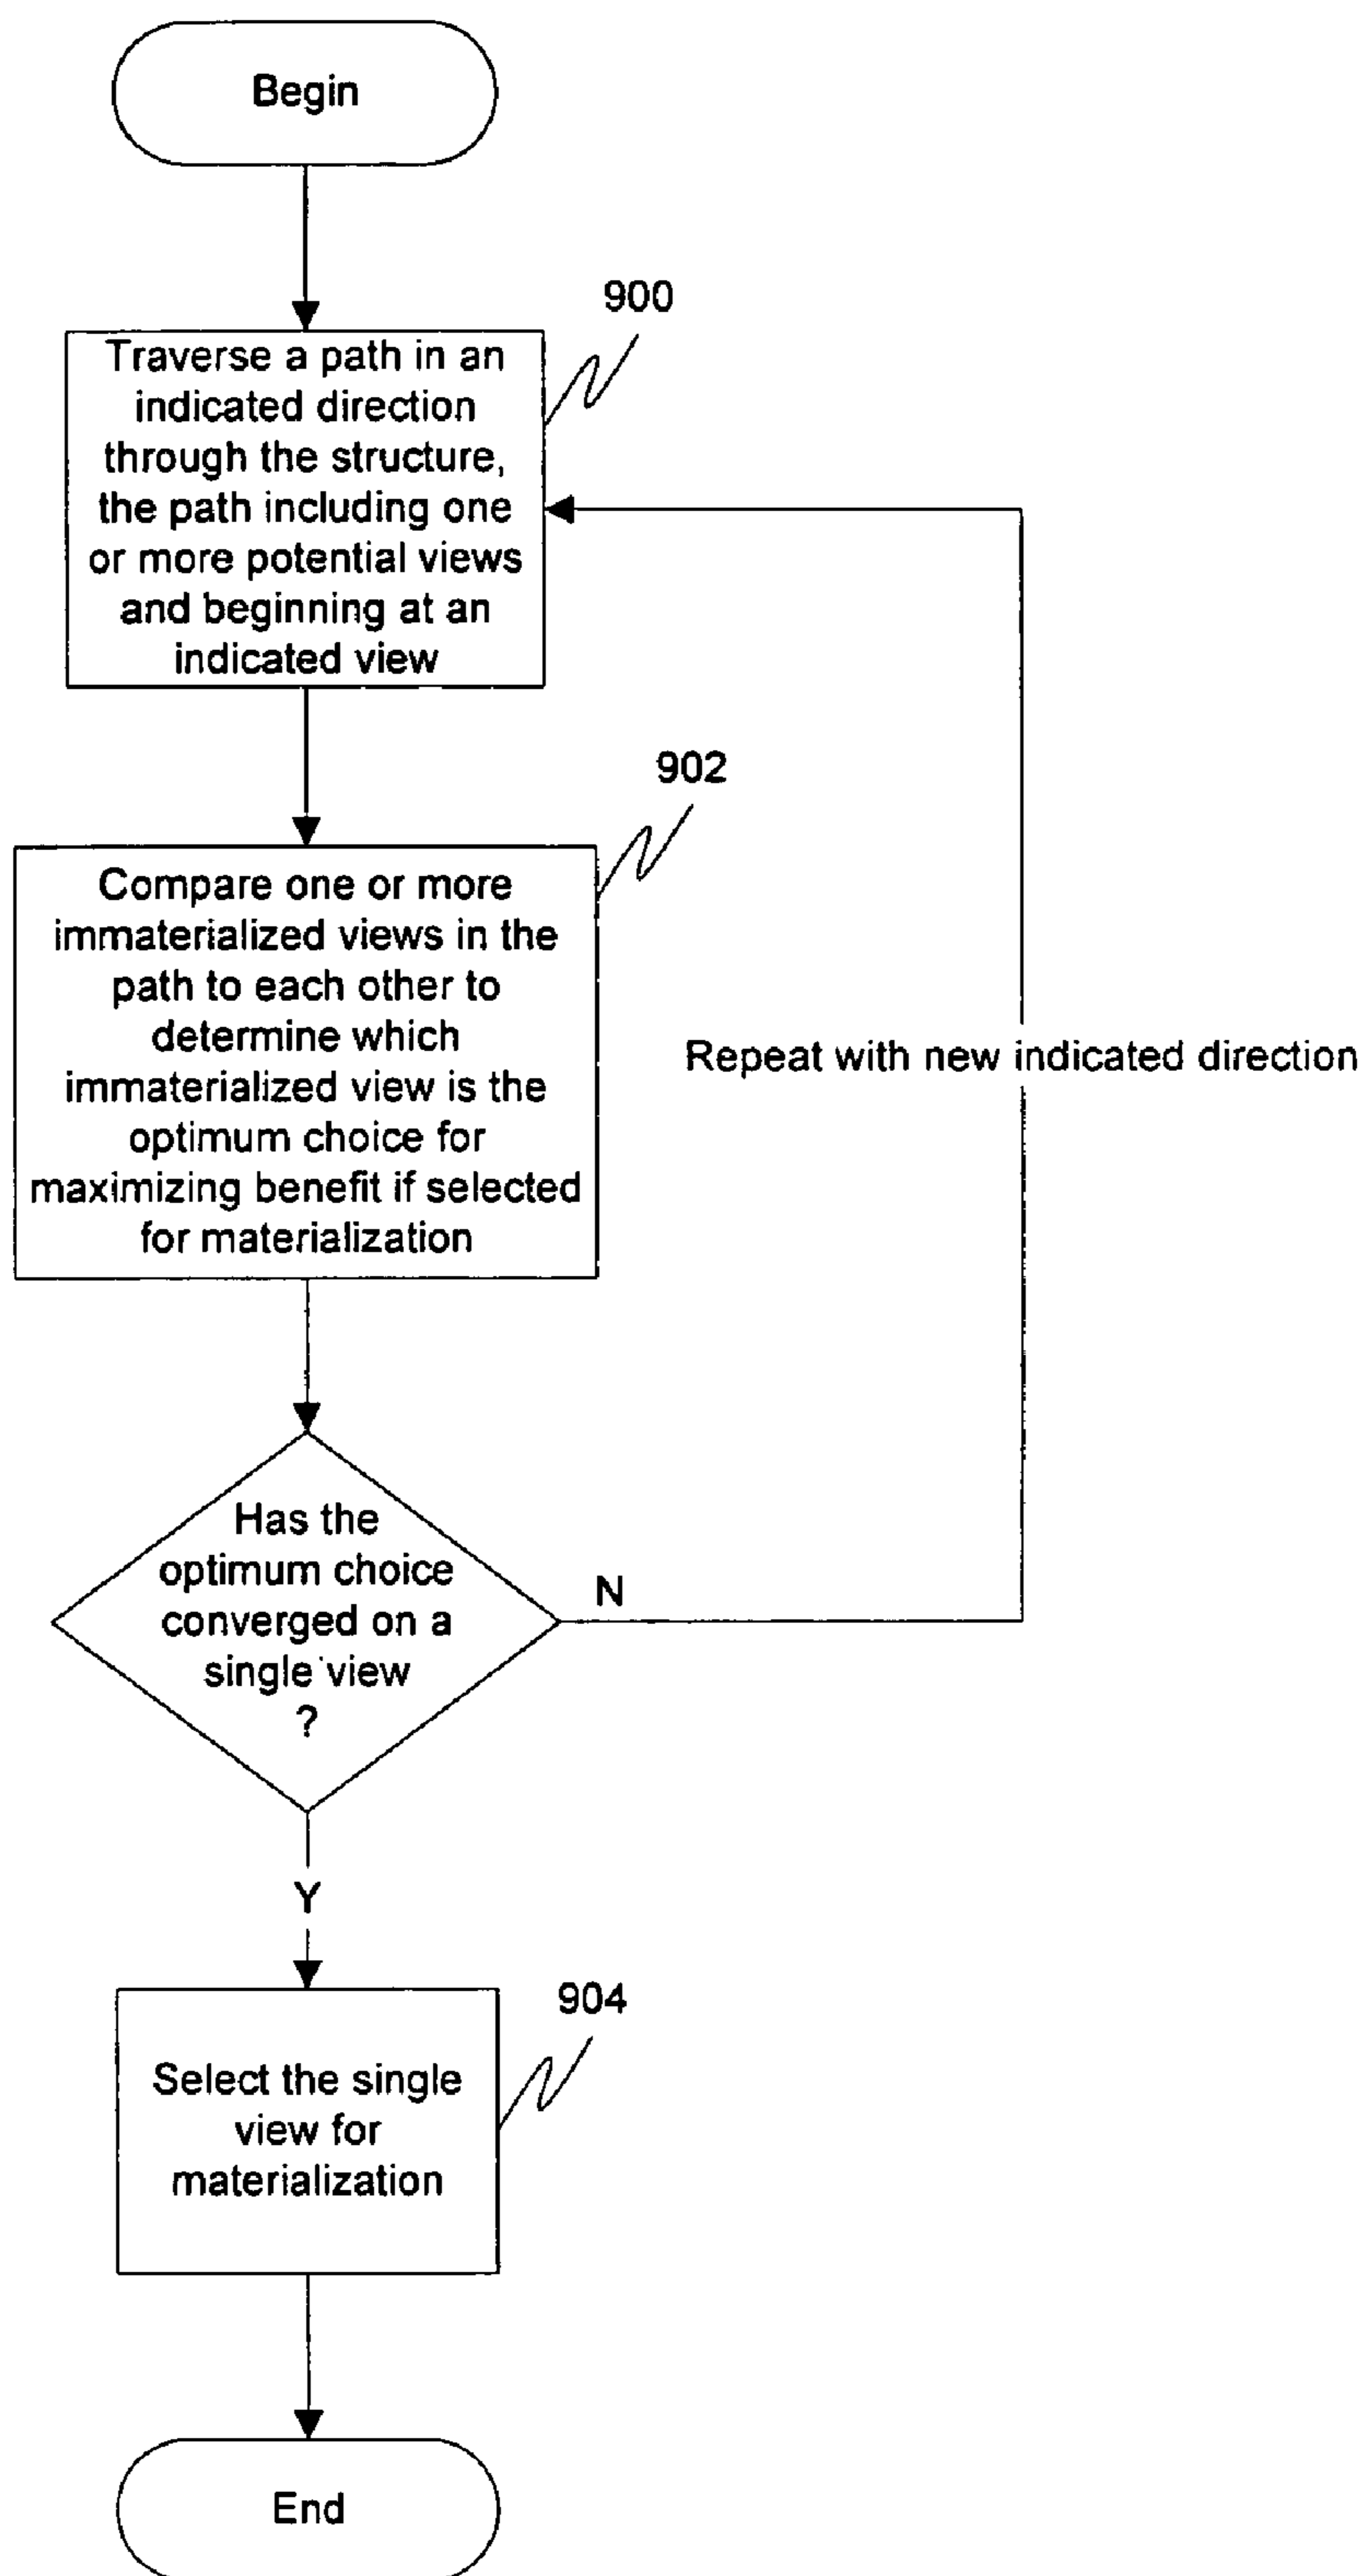 Begin
900
Traverse a path in an
indicated direction
through the structure,
the path including one
or more potential views
and beginning at an
indicated view
902
Compare one or more
immaterialized views in the
path to each other to
determine which
immaterialized view is the
optimum choice for
maximizing benefit if selected
for materialization
Repeat with new indicated direction
Has the
optimum choice
converged on a
single view
?
N
Y
904
Select the single
view for
materialization
End